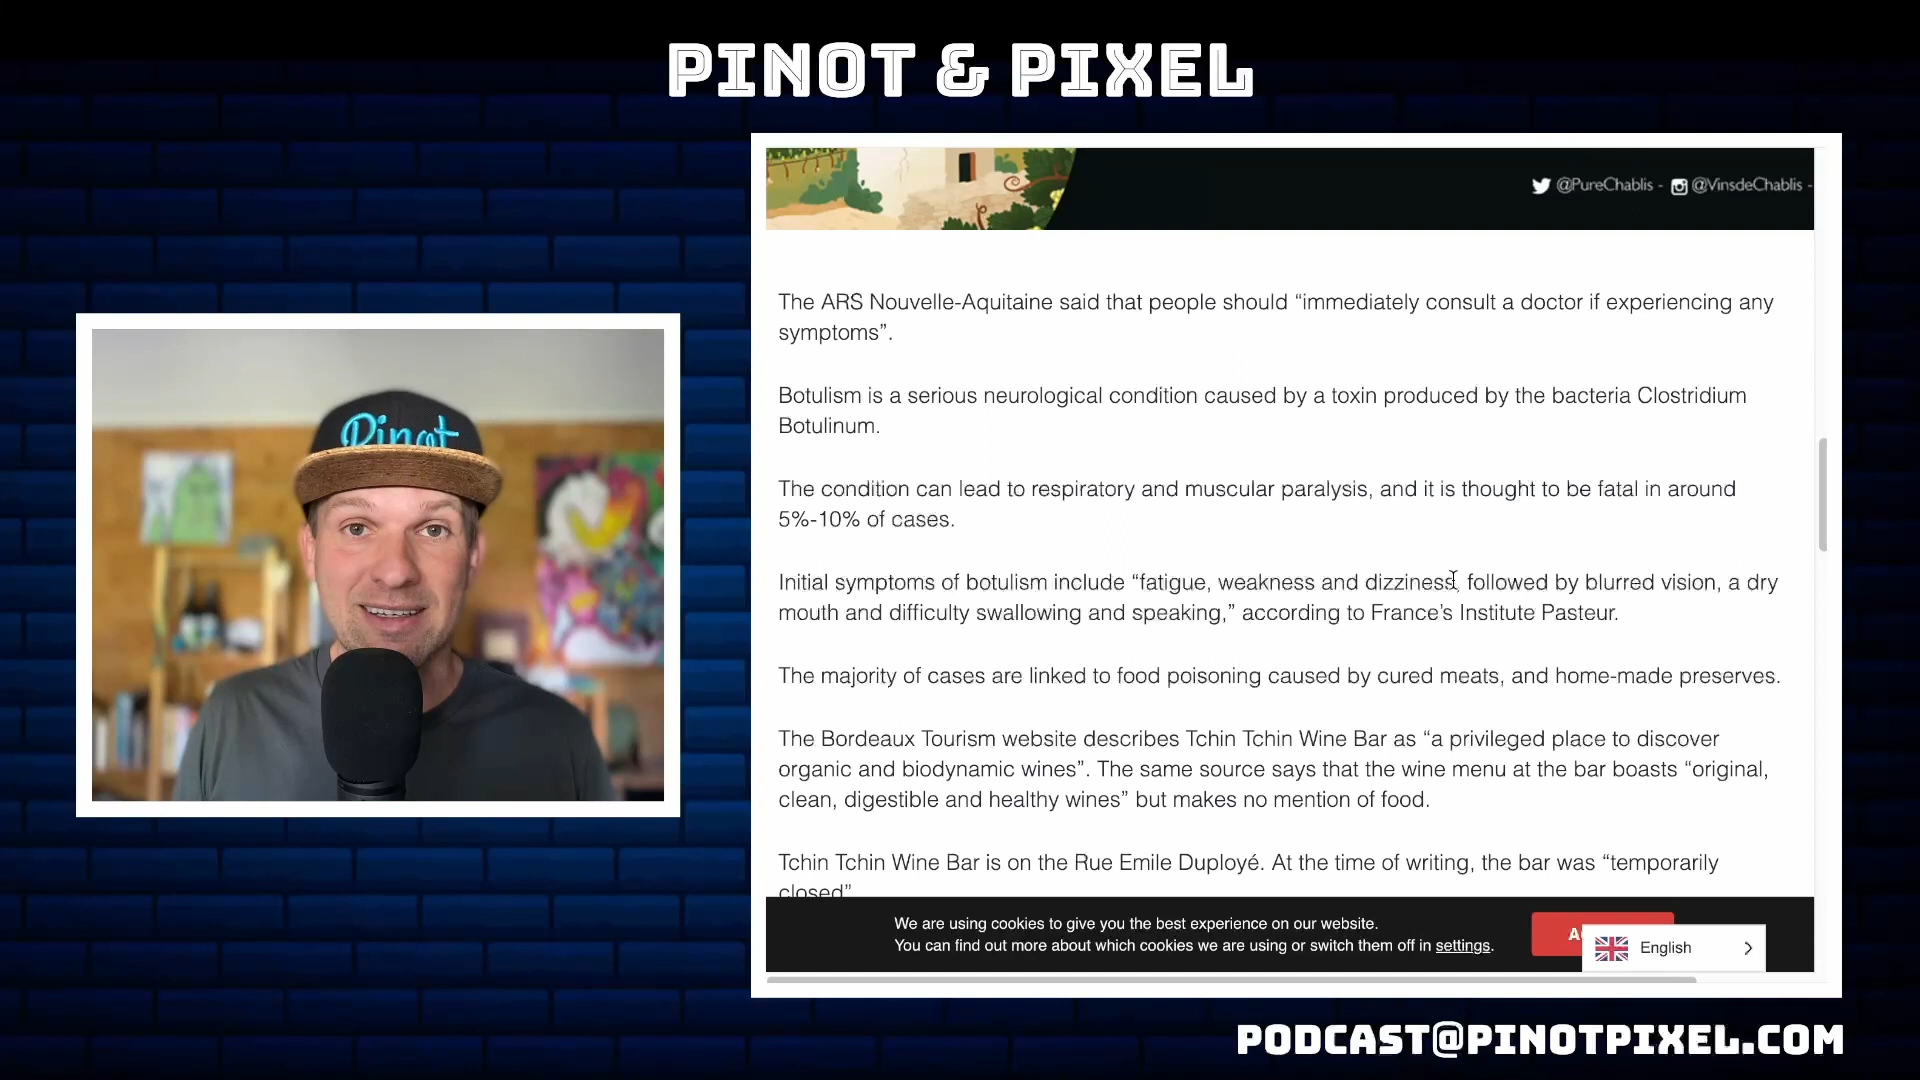 PINOT & PIXEL
@PureChablis - @VinsdeChablis -
The ARS Nouvelle-Aquitaine said that people should “immediately consult a doctor if experiencing any
symptoms”.
Botulism is a serious neurological condition caused by a toxin produced by the bacteria Clostridium
Botulinum.
The condition can lead to respiratory and muscular paralysis, and it is thought to be fatal in around
5%-10% of cases.
Initial symptoms of botulism include “fatigue, weakness and dizziness, followed by blurred vision, a dry
mouth and difficulty swallowing and speaking,” according to France’s Institute Pasteur.
The majority of cases are linked to food poisoning caused by cured meats, and home-made preserves.
The Bordeaux Tourism website describes Tchin Tchin Wine Bar as “a privileged place to discover
organic and biodynamic wines”. The same source says that the wine menu at the bar boasts “original,
clean, digestible and healthy wines” but makes no mention of food.
Tchin Tchin Wine Bar is on the Rue Emile Duployé. At the time of writing, the bar was “temporarily
closed”
Pinot
We are using cookies to give you the best experience on our website.
You can find out more about which cookies we are using or switch them off in settings.
English
PODCAST@PINOTPIXEL.COM